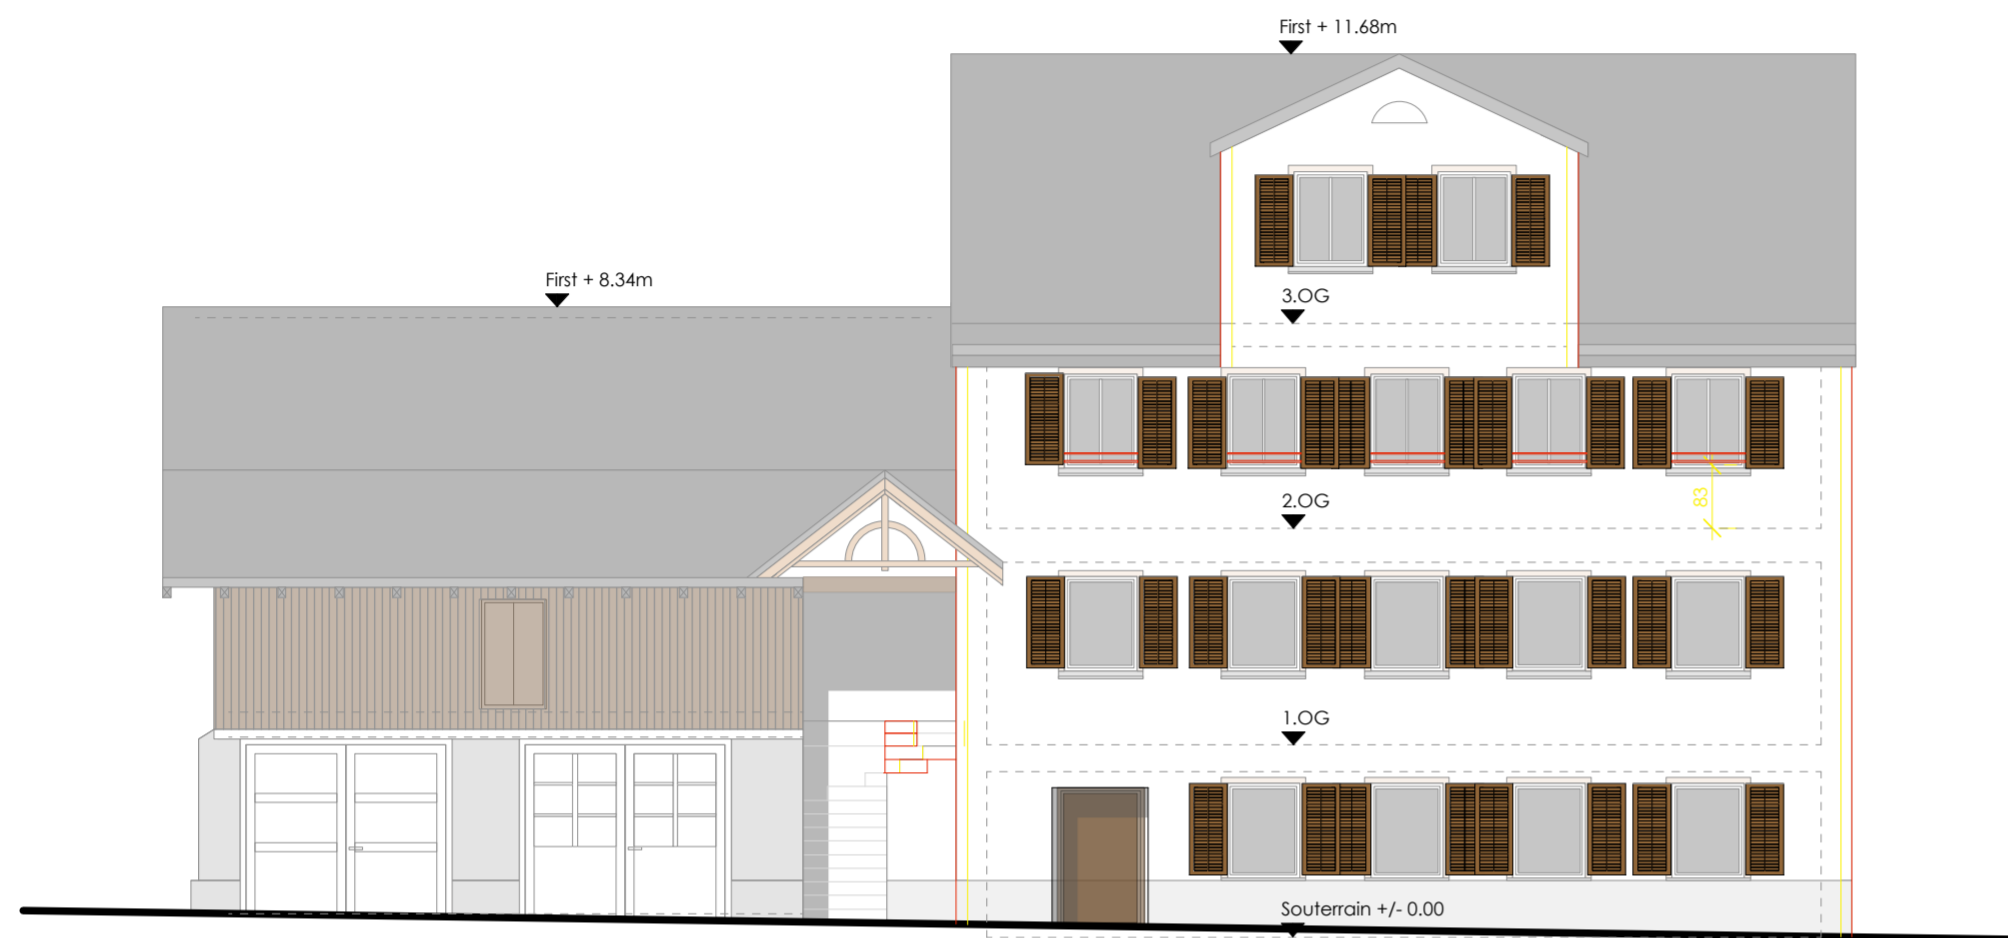 First + 11.68m
First + 8.34m
3.OG
2.OG
83
1.OG
Souterrain +/- 0.00